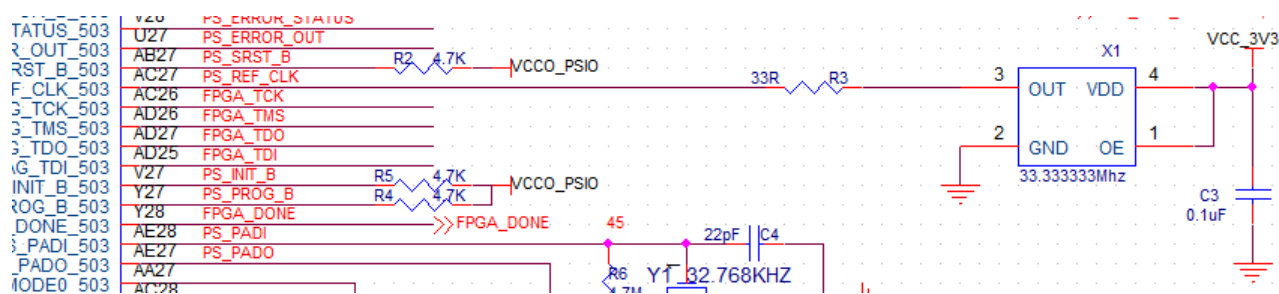 V28 PS_ERROR_STATUS
TATUS_503 U27 PS_ERROR_OUT
R_OUT_503 AB27 PS_SRST_B R2 4.7K VCCO_PSIO
RST_B_503 AC27 PS_REF_CLK 33R R3
F_CLK_503 AC26 FPGA_TCK
G_TCK_503 AD26 FPGA_TMS
G_TMS_503 AD27 FPGA_TDO
G_TDO_503 AD25 FPGA_TDI
AG_TDI_503 V27 PS_INIT_B R5 4.7K VCCO_PSIO
INIT_B_503 Y27 PS_PROG_B R4 4.7K
ROG_B_503 Y28 FPGA_DONE FPGA_DONE 45
DONE_503 AE28 PS_PADI 22pF C4
S_PADI_503 AE27 PS_PADO
PADO_503 AA27 R6 Y1 32.768KHZ
MODE0_503 AC28
VCC_3V3
X1
3 OUT VDD 4
2 GND OE 1
33.333333Mhz
C3
0.1uF